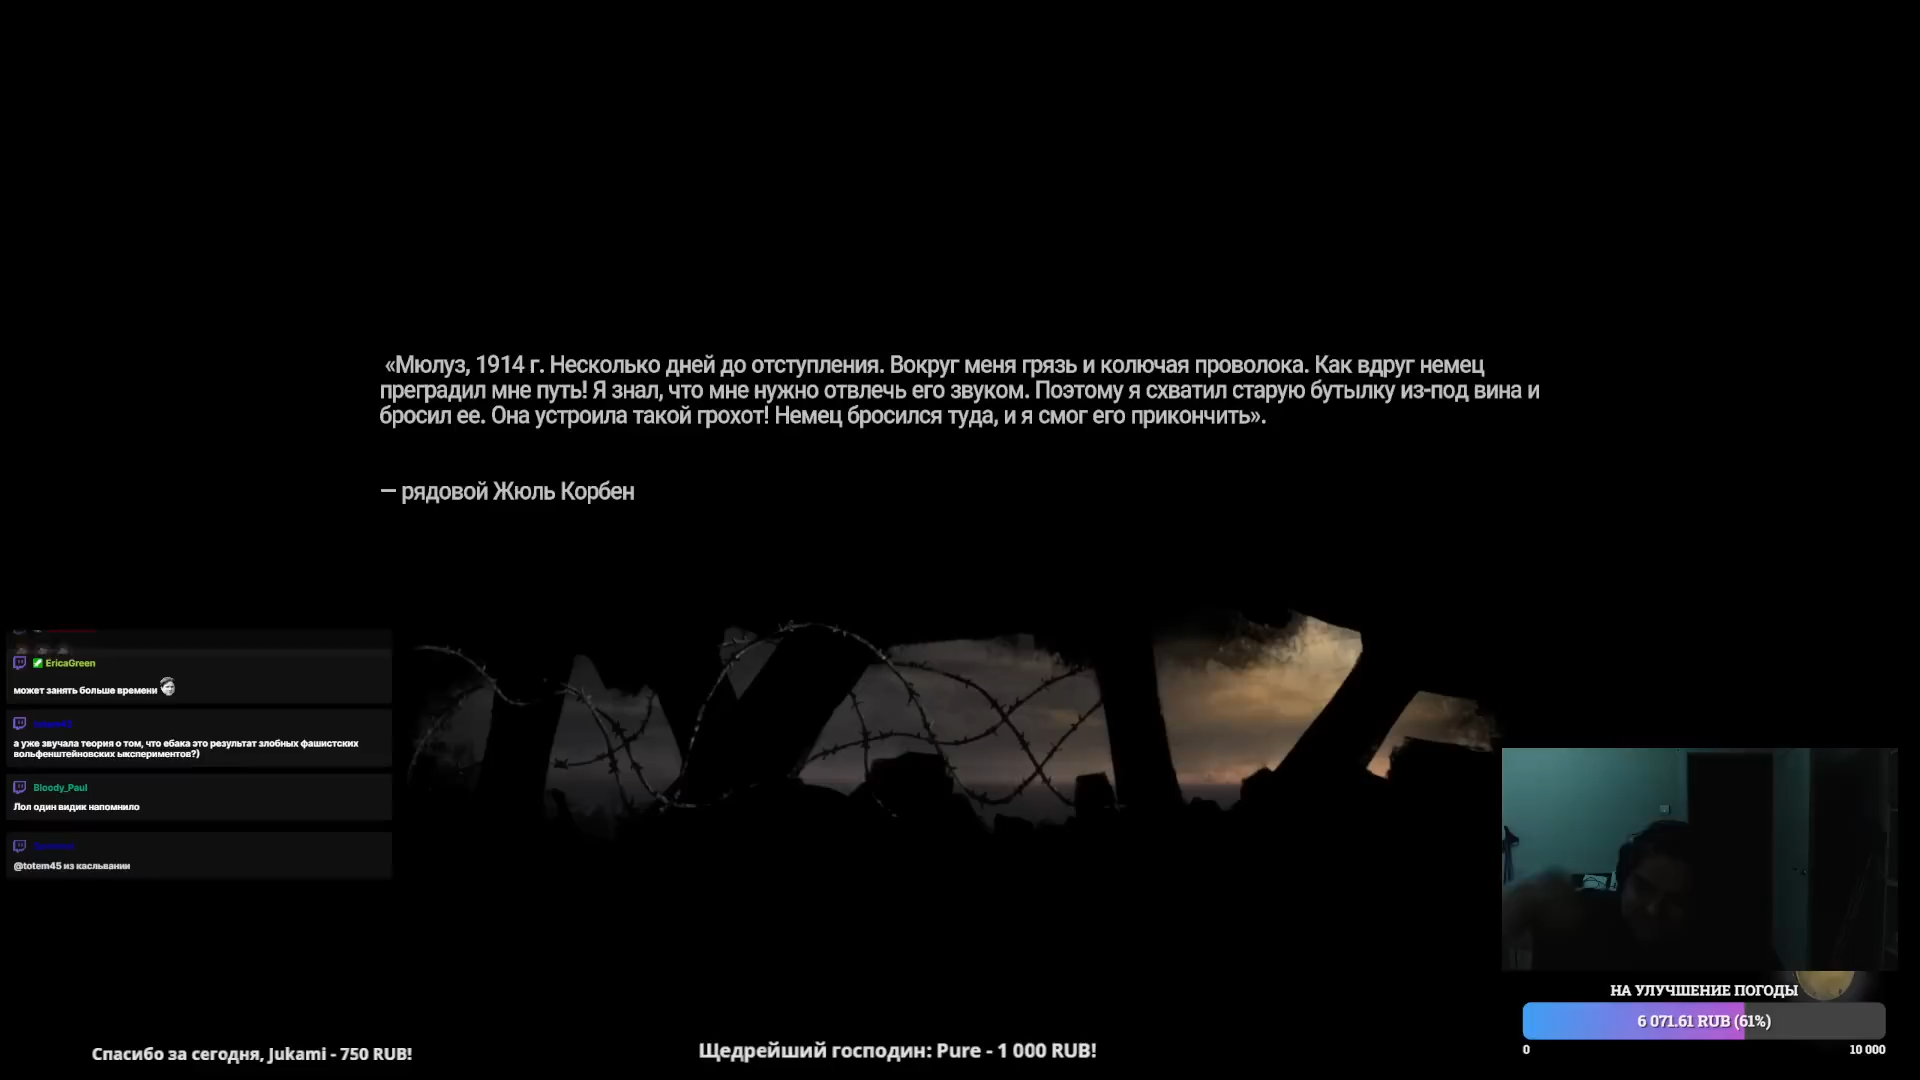 «Мюлуз, 1914 г. Несколько дней до отступления. Вокруг меня грязь и колючая проволока. Как вдруг немец
преградил мне путь! Я знал, что мне нужно отвлечь его звуком. Поэтому я схватил старую бутылку из-под вина и
бросил ее. Она устроила такой грохот! Немец бросился туда, и я смог его прикончить».
— рядовой Жюль Корбен
EricaGreen
может занять больше времени
а уже звучала теория о том, что ебака это результат злобных фашистских
вольфенштейновских ыкспериментов?)
Bloody_Paul
Лол один видик напомнило
@totem45 из касльвании
НА УЛУЧШЕНИЕ ПОГОДЫ
6 071.61 RUB (61%)
0
10 000
Спасибо за сегодня, Jukami - 750 RUB!
Щедрейший господин: Pure - 1 000 RUB!